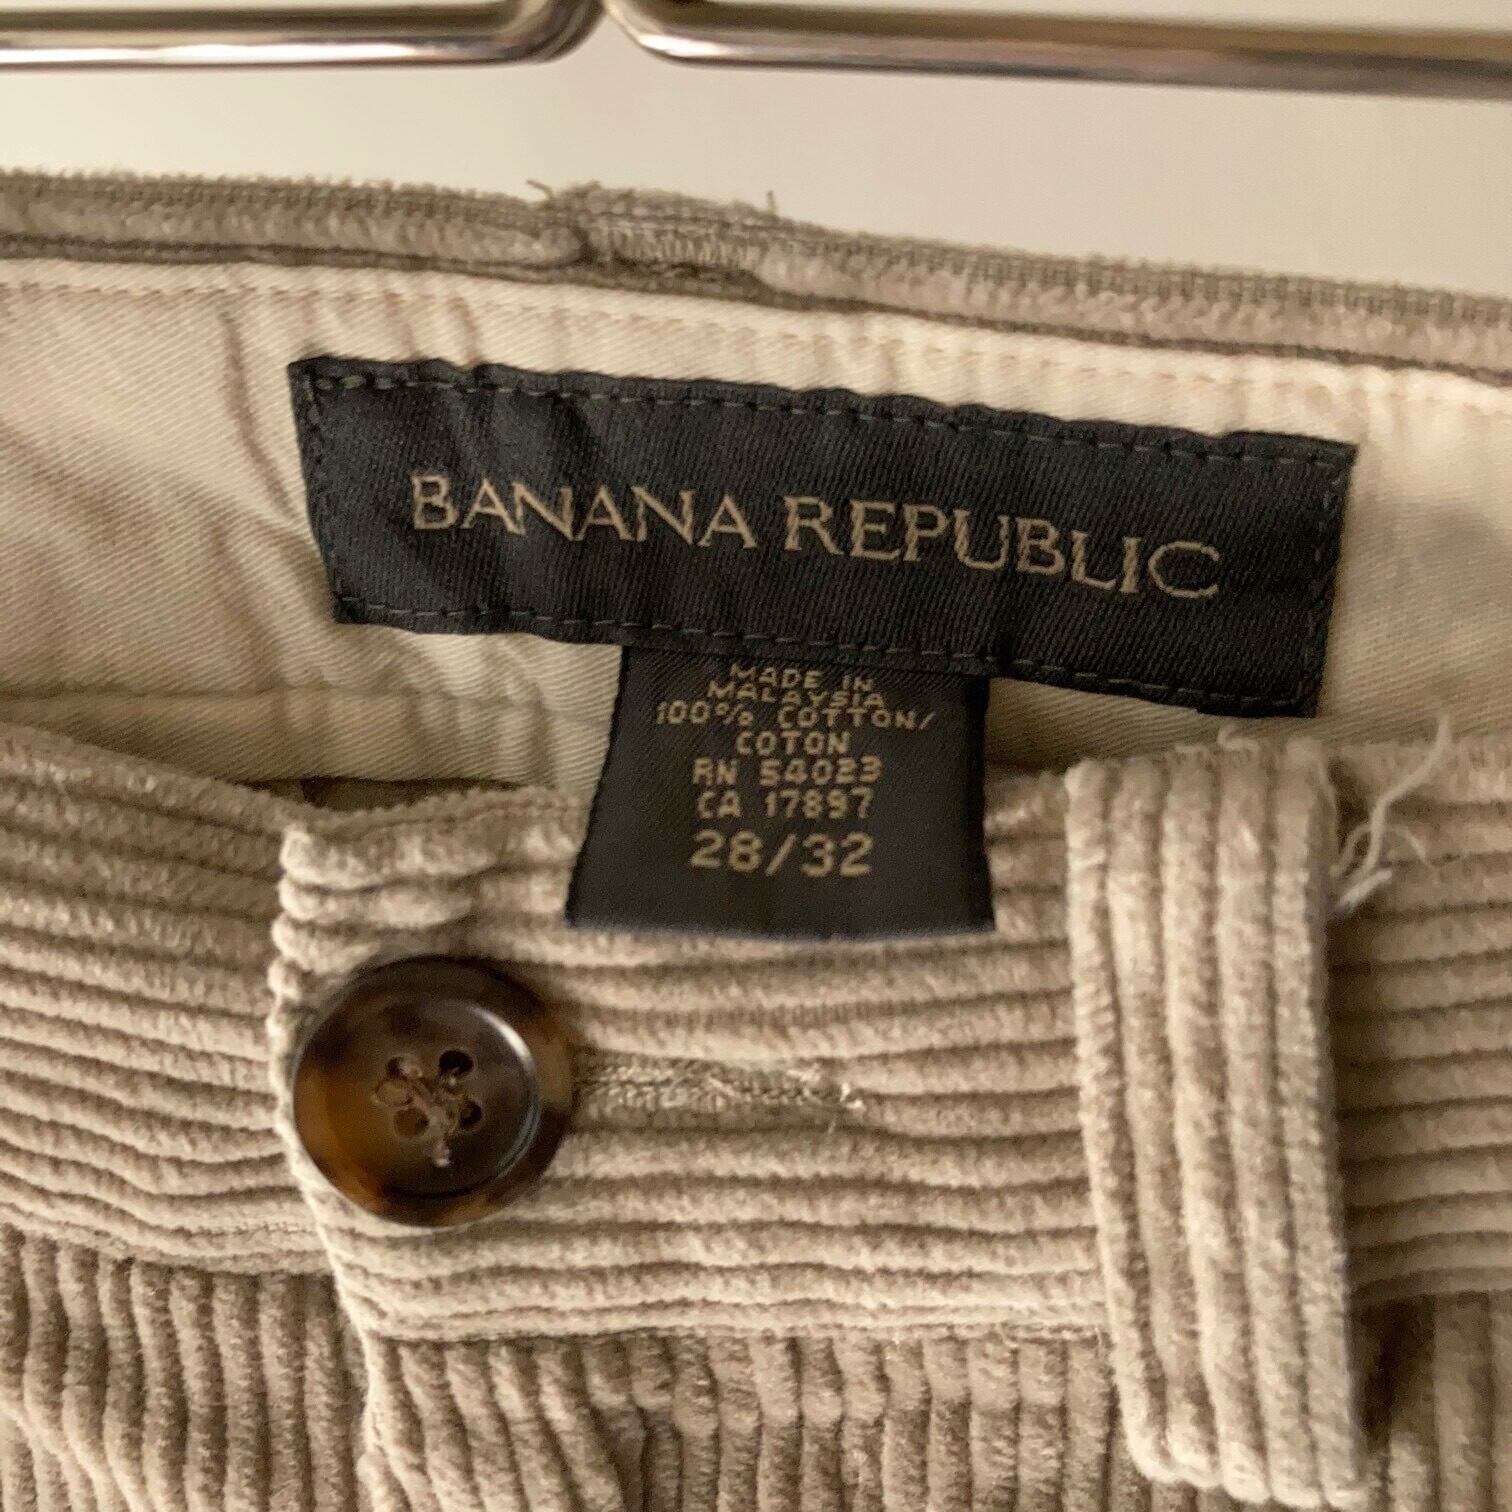 BANANA REPUBLIC
MADE IN
MALAYSIA
100% COTTON/
COTON
RN 54023
CA 17897
28/32